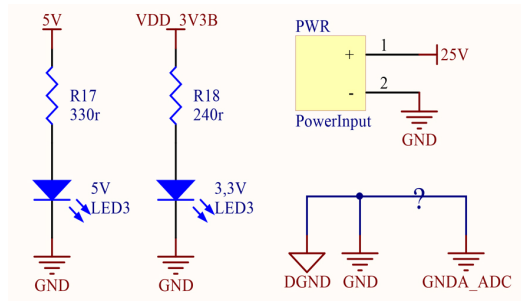 5V
VDD_3V3B
R17
330r
R18
240r
5V
LED3
3,3V
LED3
GND
GND
PWR
+
1
25V
-
2
PowerInput
GND
?
DGND
GND
GNDA_ADC